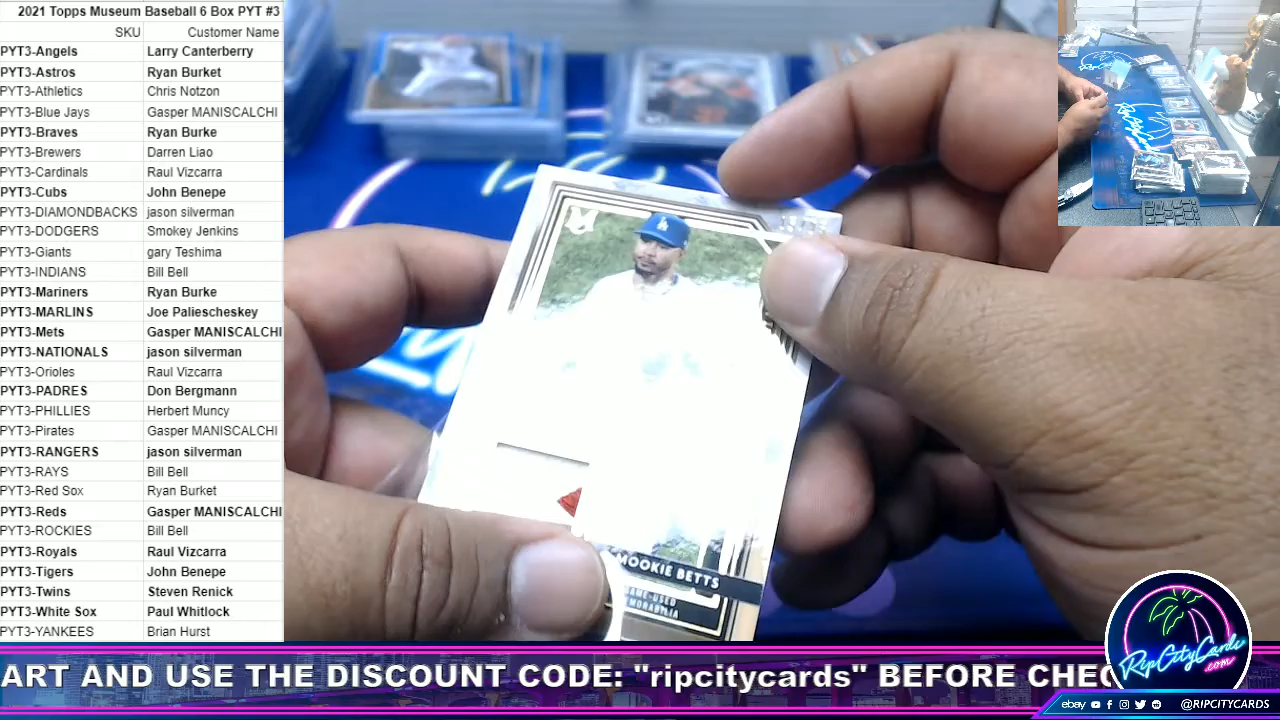 2021 Topps Museum Baseball 6 Box PYT #3
SKU Customer Name
PYT3-Angels Larry Canterberry
PYT3-Astros Ryan Burket
PYT3-Athletics Chris Notzon
PYT3-Blue Jays Gasper MANISCALCHI
PYT3-Braves Ryan Burke
PYT3-Brewers Darren Liao
PYT3-Cardinals Raul Vizcarra
PYT3-Cubs John Benepe
PYT3-DIAMONDBACKS jason silverman
PYT3-DODGERS Smokey Jenkins
PYT3-Giants gary Teshima
PYT3-INDIANS Bill Bell
PYT3-Mariners Ryan Burke
PYT3-MARLINS Joe Paliescheskey
PYT3-Mets Gasper MANISCALCHI
PYT3-NATIONALS jason silverman
PYT3-Orioles Raul Vizcarra
PYT3-PADRES Don Bergmann
PYT3-PHILLIES Herbert Muncy
PYT3-Pirates Gasper MANISCALCHI
PYT3-RANGERS jason silverman
PYT3-RAYS Bill Bell
PYT3-Red Sox Ryan Burket
PYT3-Reds Gasper MANISCALCHI
PYT3-ROCKIES Bill Bell
PYT3-Royals Raul Vizcarra
PYT3-Tigers John Benepe
PYT3-Twins Steven Renick
PYT3-White Sox Paul Whitlock
PYT3-YANKEES Brian Hurst
LA
MOOKIE BETTS
GAME-USED
MEMORABILIA
ART AND USE THE DISCOUNT CODE: "ripcitycards" BEFORE CHEC
RipCityCards
.com
ebay @RIPCITYCARDS